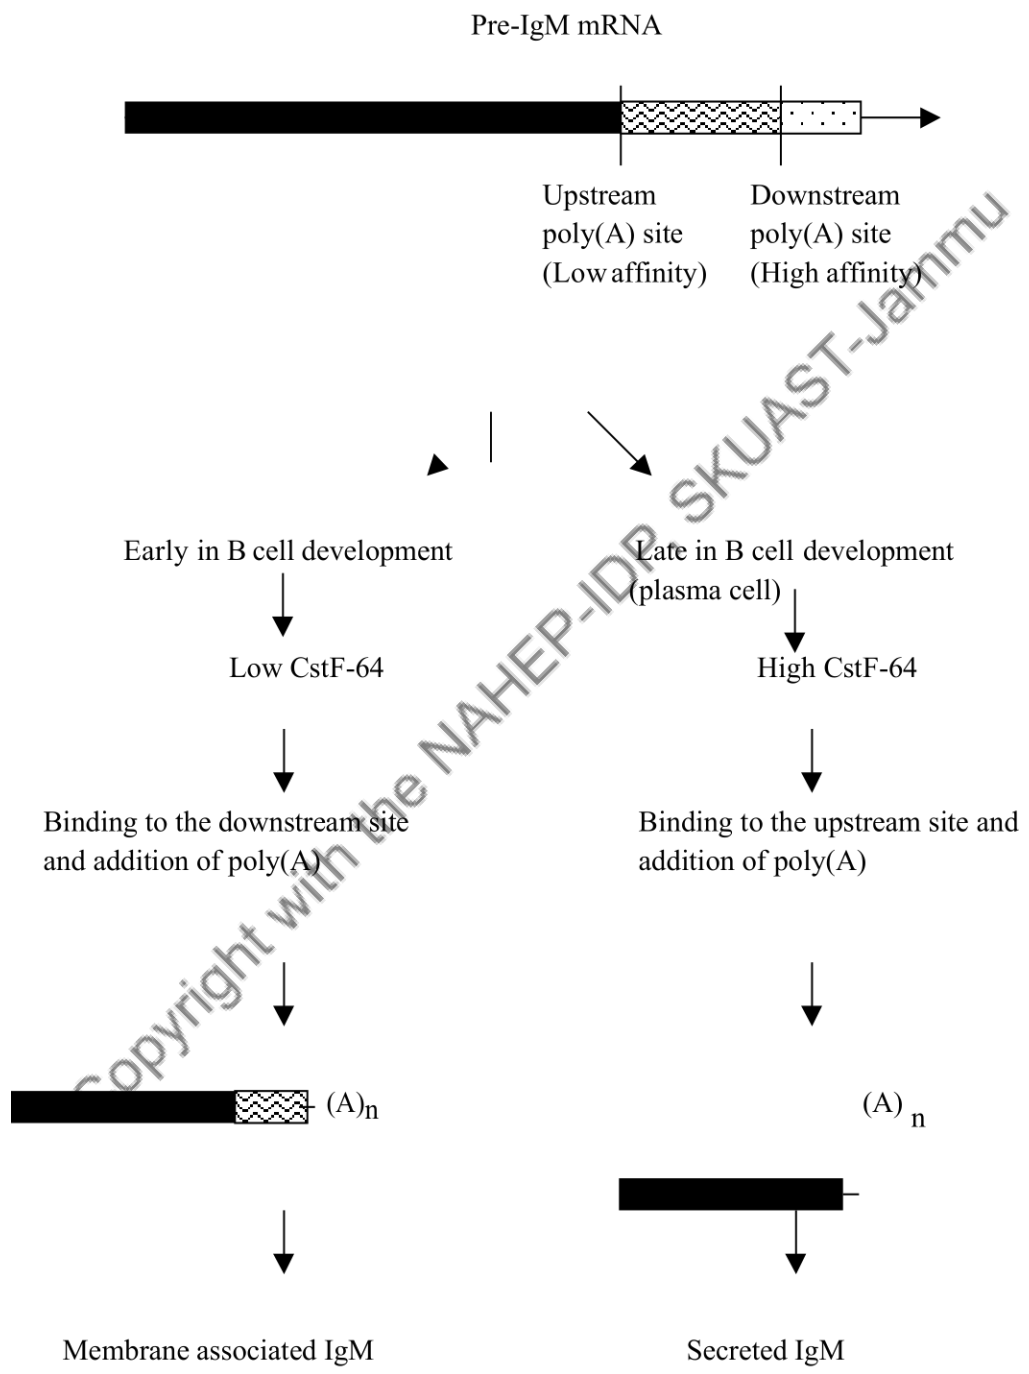 Pre-IgM mRNA
Upstream
poly(A) site
(Low affinity)
Downstream
poly(A) site
(High affinity)
Early in B cell development
Late in B cell development
(plasma cell)
Low CstF-64
High CstF-64
Binding to the downstream site
and addition of poly(A)
Binding to the upstream site and
addition of poly(A)
(A)n
(A) n
Membrane associated IgM
Secreted IgM
Copyright with the NAHEP-IDP, SKUAST-Jammu